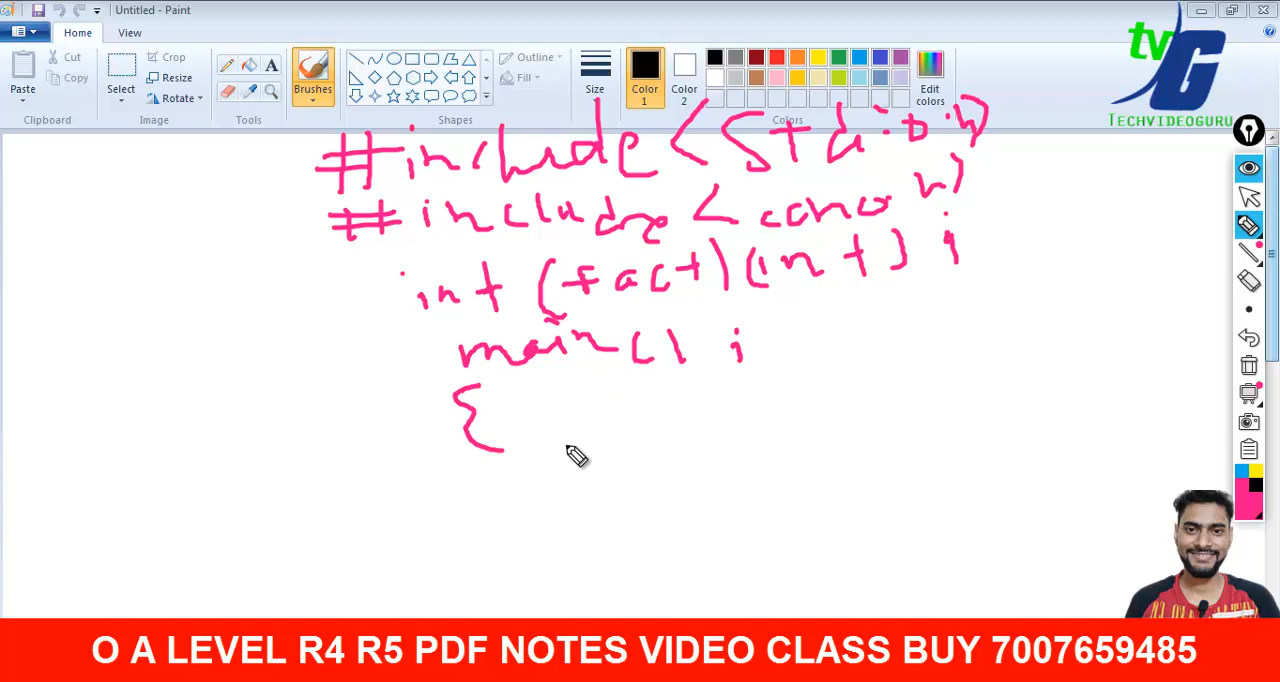 Untitled - Paint
Home View
Paste
Cut
Copy
Clipboard
Select
Crop
Resize
Rotate
Image
A
Tools
Brushes
Outline
Fill
Shapes
Size
Color 1
Color 2
Edit colors
Colors
tv G
TECHVIDEOGURU
#include <Stdio.h)
#include <conio h)
int (fact)(int) ;
main() ;
{
O A LEVEL R4 R5 PDF NOTES VIDEO CLASS BUY 7007659485